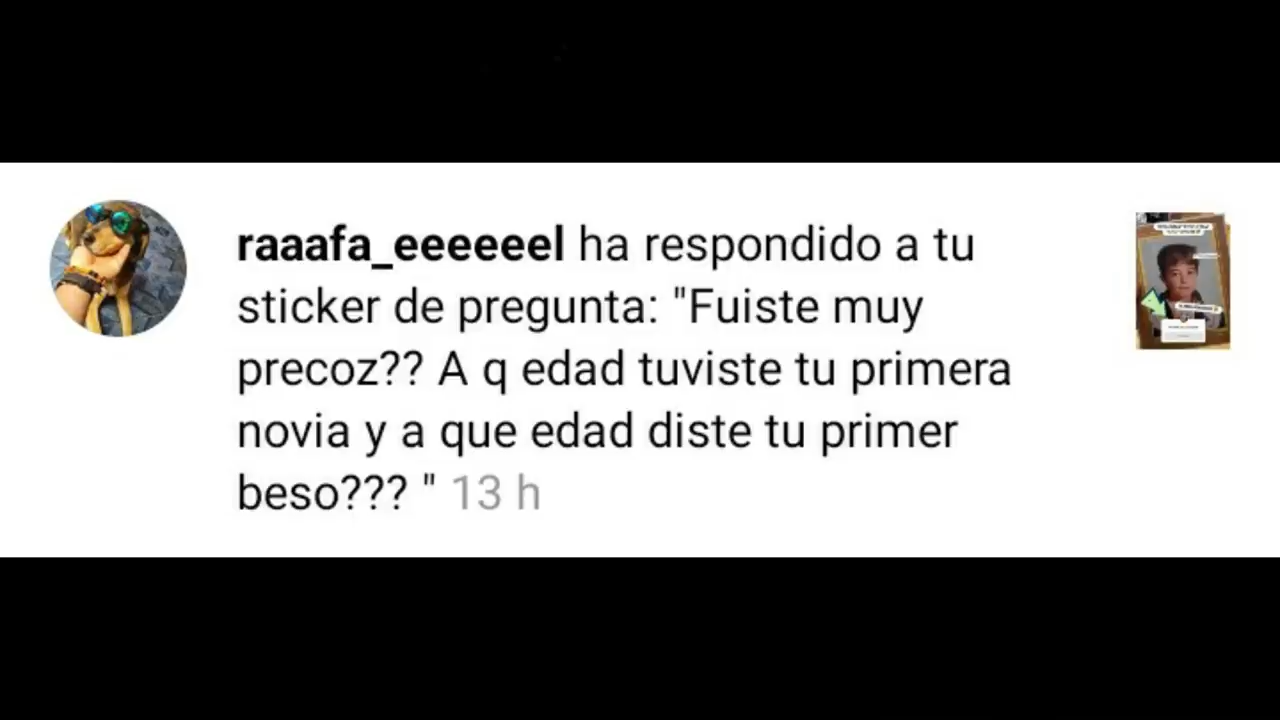 raaafa_eeeeeel ha respondido a tu
sticker de pregunta: "Fuiste muy
precoz?? A q edad tuviste tu primera
novia y a que edad diste tu primer
beso??? " 13 h